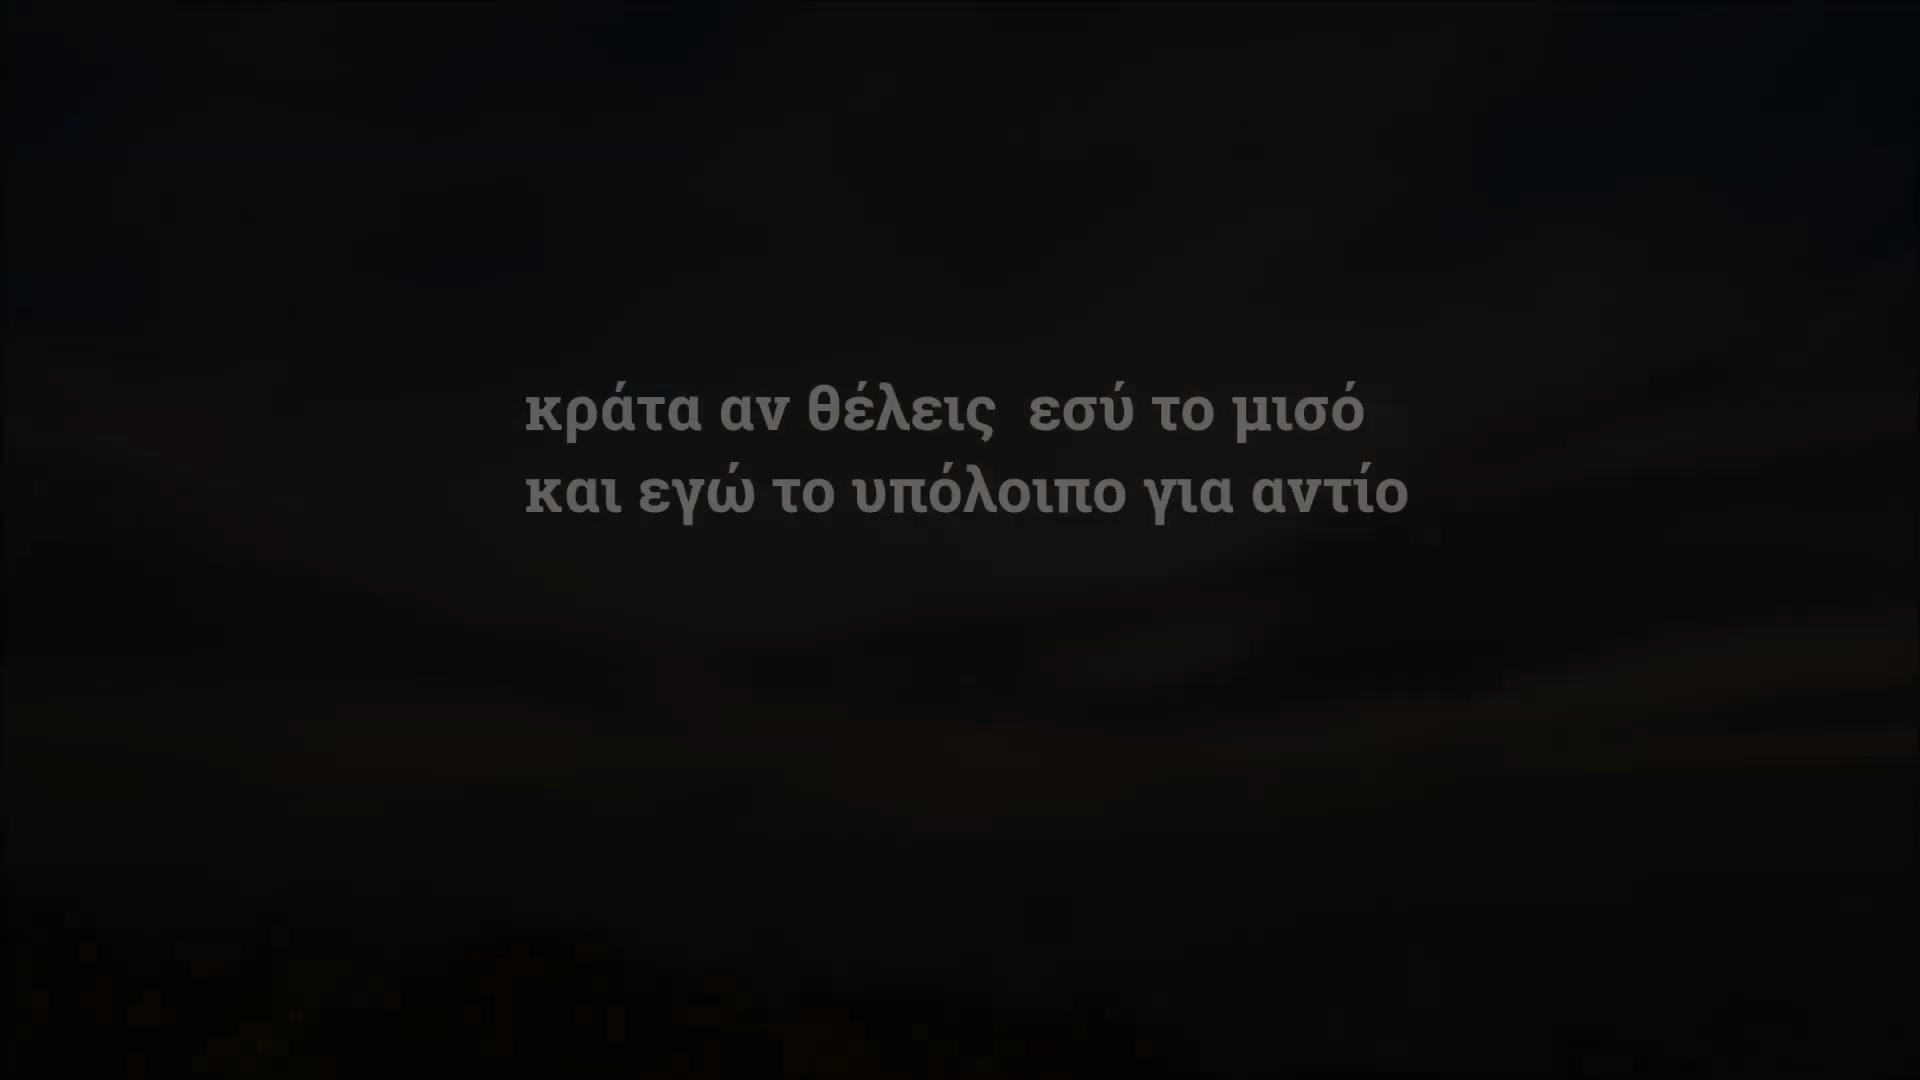 κράτα αν θέλεις  εσύ το μισό
και εγώ το υπόλοιπο για αντίο